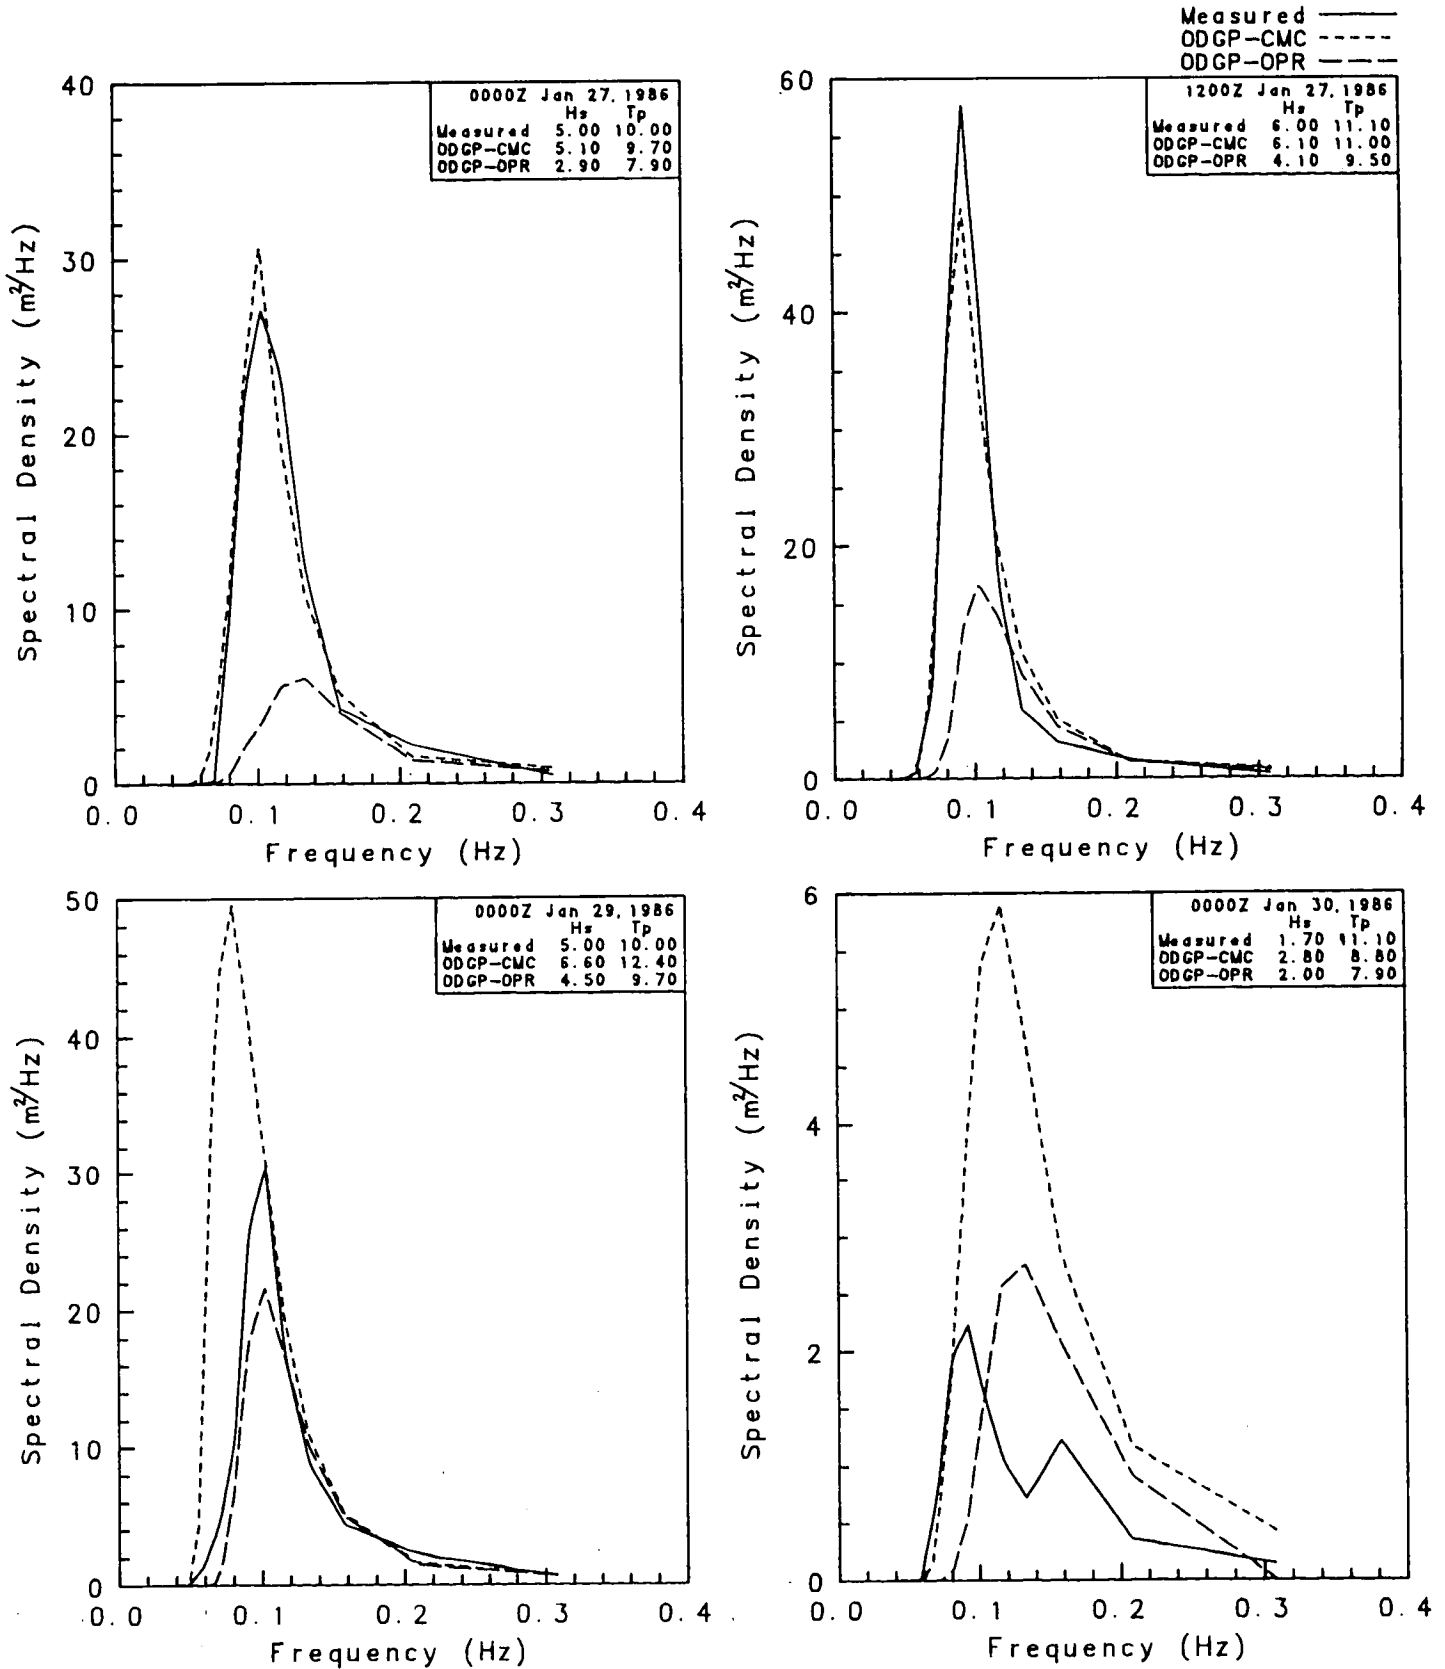 Measured
ODGP-CMC
ODGP-OPR
40
30
20
10
0
0.0 0.1 0.2 0.3 0.4
Frequency (Hz)
Spectral Density (m²/Hz)
0000Z Jan 27, 1986
Hs Tp
Measured 5.00 10.00
ODGP-CMC 5.10 9.70
ODGP-OPR 2.90 7.90
60
40
20
0
0.0 0.1 0.2 0.3 0.4
Frequency (Hz)
Spectral Density (m²/Hz)
1200Z Jan 27, 1986
Hs Tp
Measured 6.00 11.10
ODGP-CMC 6.10 11.00
ODGP-OPR 4.10 9.50
50
40
30
20
10
0
0.0 0.1 0.2 0.3 0.4
Frequency (Hz)
Spectral Density (m²/Hz)
0000Z Jan 29, 1986
Hs Tp
Measured 5.00 10.00
ODGP-CMC 6.60 12.40
ODGP-OPR 4.50 9.70
6
4
2
0
0.0 0.1 0.2 0.3 0.4
Frequency (Hz)
Spectral Density (m²/Hz)
0000Z Jan 30, 1986
Hs Tp
Measured 1.70 11.10
ODGP-CMC 2.80 8.80
ODGP-OPR 2.00 7.90